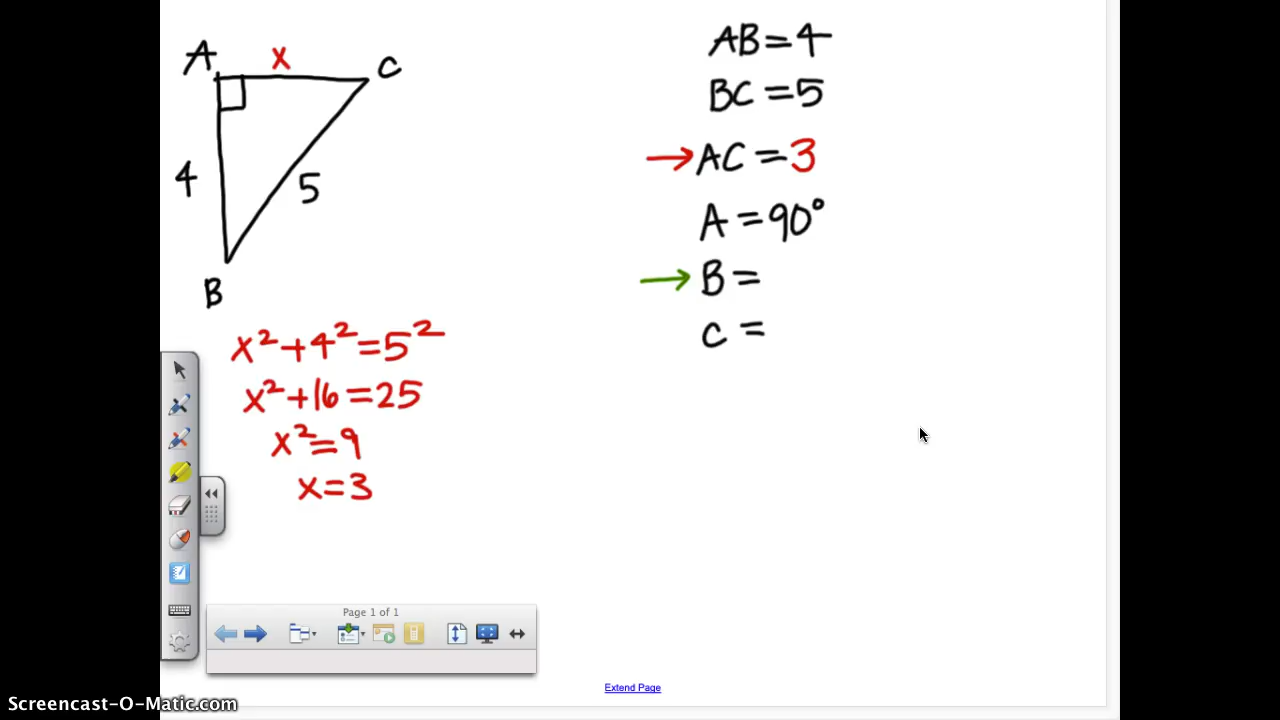 A
x
C
4
5
B
x²+4²=5²
x²+16=25
x²=9
x=3
AB=4
BC=5
→AC=3
A=90°
→B=
C=
Page 1 of 1
Extend Page
Screencast-O-Matic.com